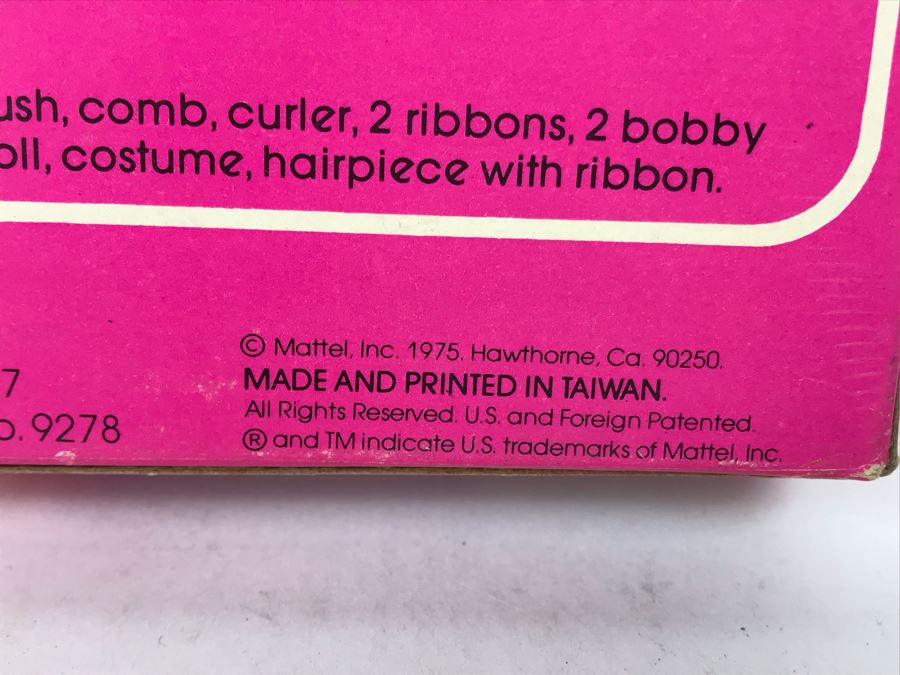 ush, comb, curler, 2 ribbons, 2 bobby
oll, costume, hairpiece with ribbon.
© Mattel, Inc. 1975. Hawthorne, Ca. 90250.
7
MADE AND PRINTED IN TAIWAN.
All Rights Reserved. U.S. and Foreign Patented.
o. 9278
® and TM indicate U.S. trademarks of Mattel, Inc.